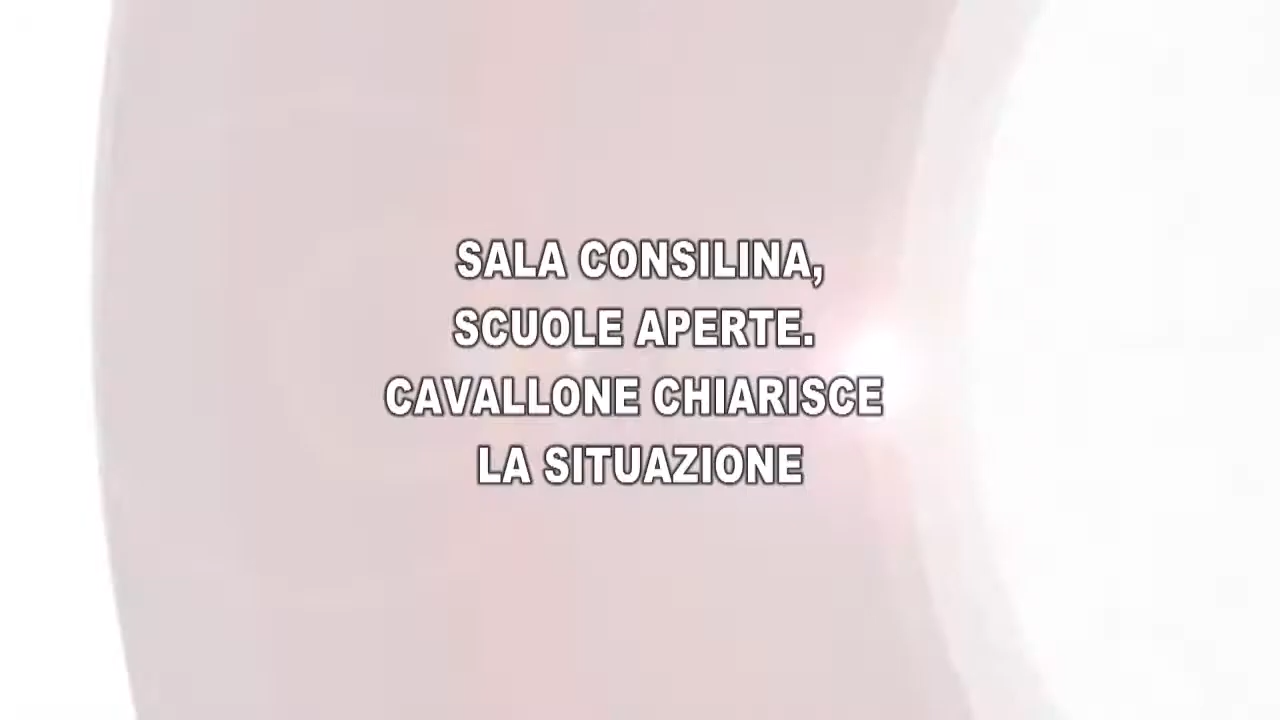 SALA CONSILINA,
SCUOLE APERTE.
CAVALLONE CHIARISCE
LA SITUAZIONE